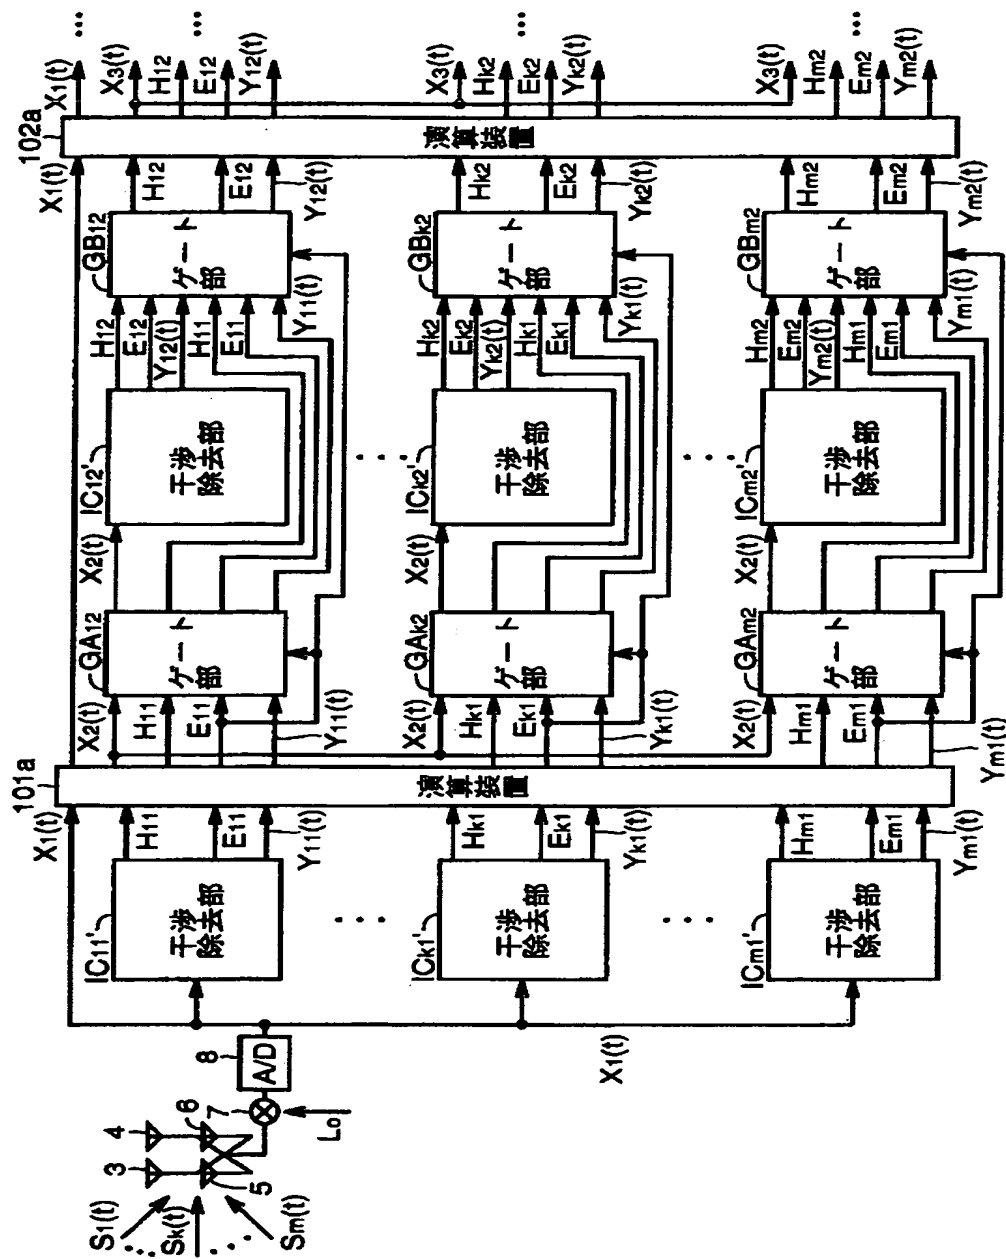 S1(t)
Sk(t)
Sm(t)
3
4
5
6
7
Lo
8
A/D
X1(t)
X1(t)
IC11'
干渉
除去部
H11
E11
Y11(t)
ICk1'
干渉
除去部
Hk1
Ek1
Yk1(t)
ICm1'
干渉
除去部
Hm1
Em1
Ym1(t)
101a
演算装置
X2(t)
H11
E11
Y11(t)
GA12
ゲート
部
X2(t)
IC12'
干渉
除去部
H12
E12
Y12(t)
H11
E11
Y11(t)
GB12
ゲート
部
X1(t)
H12
E12
Y12(t)
X2(t)
Hk1
Ek1
Yk1(t)
GAk2
ゲート
部
X2(t)
ICk2'
干渉
除去部
Hk2
Ek2
Yk2(t)
Hk1
Ek1
Yk1(t)
GBk2
ゲート
部
Hk2
Ek2
Yk2(t)
X2(t)
Hm1
Em1
Ym1(t)
GAm2
ゲート
部
X2(t)
ICm2'
干渉
除去部
Hm2
Em2
Ym2(t)
Hm1
Em1
Ym1(t)
GBm2
ゲート
部
Hm2
Em2
Ym2(t)
102a
演算装置
X1(t)
X3(t)
H12
E12
Y12(t)
X3(t)
Hk2
Ek2
Yk2(t)
X3(t)
Hm2
Em2
Ym2(t)